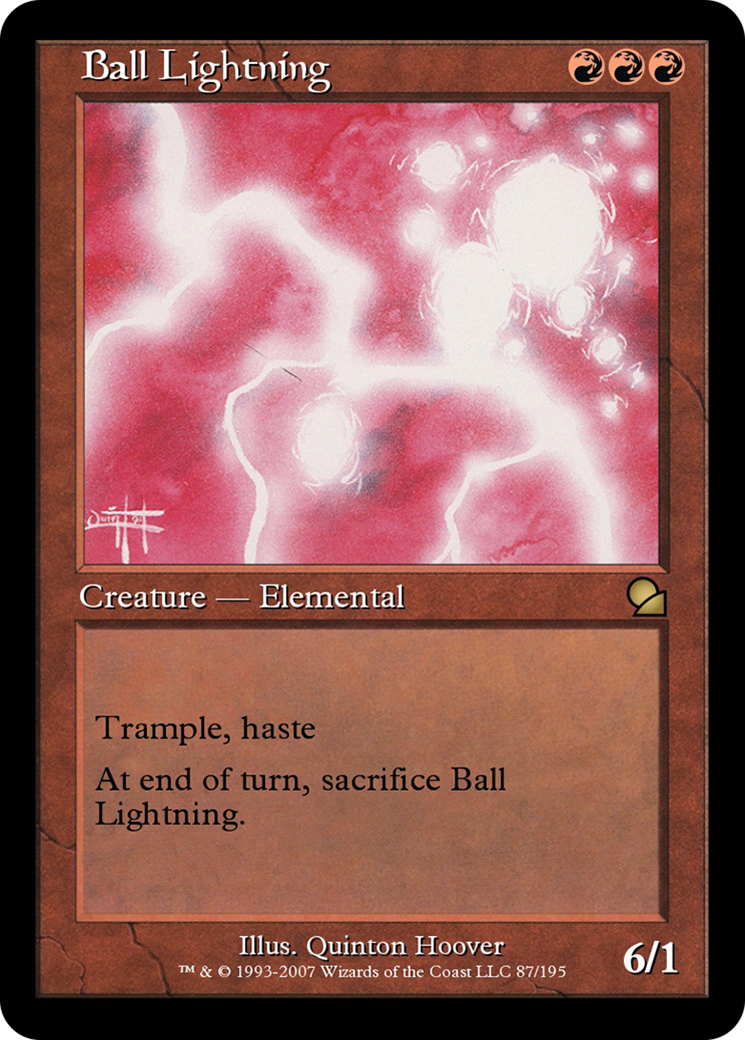 Ball Lightning
Creature — Elemental
Trample, haste
At end of turn, sacrifice Ball
Lightning.
Illus. Quinton Hoover
™ & © 1993-2007 Wizards of the Coast LLC 87/195
6/1